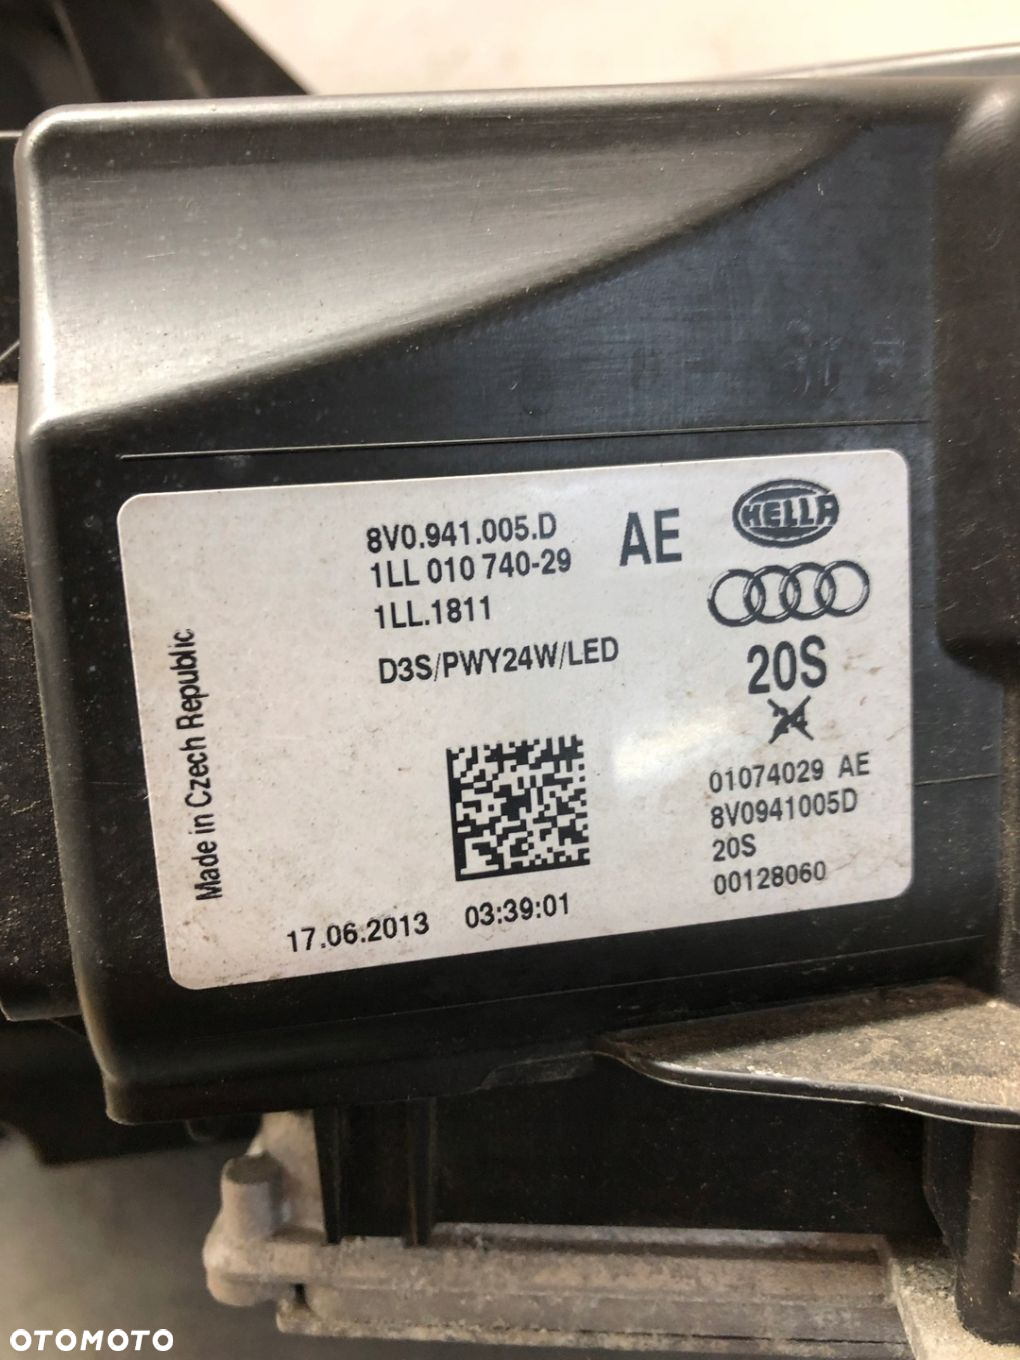 8V0.941.005.D
1LL 010 740-29
1LL.1811
D3S/PWY24W/LED
AE
HELLA
20S
24
01074029 AE
8V0941005D
20S
00128060
Made in Czech Republic
17.06.2013 03:39:01
OTOMOTO